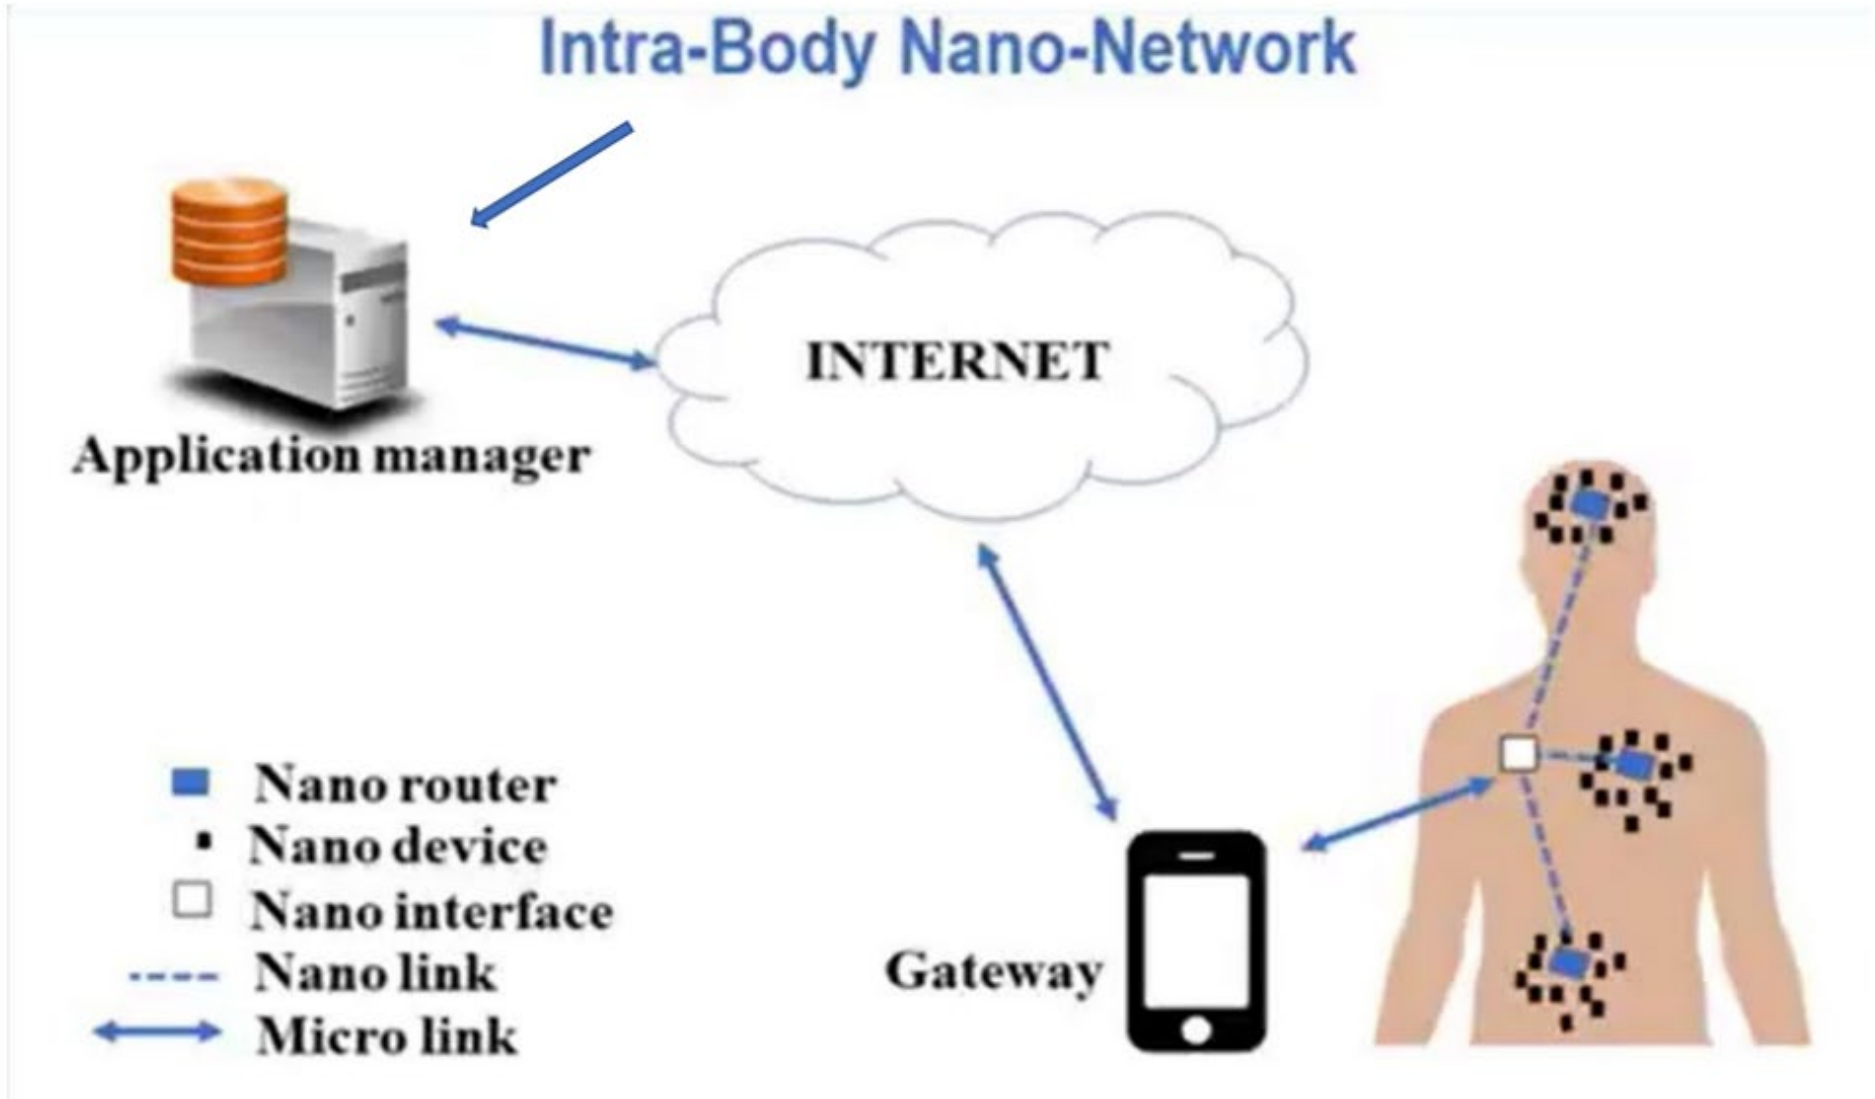 Intra-Body Nano-Network
INTERNET
Application manager
Nano router
Nano device
Nano interface
Nano link
Micro link
Gateway